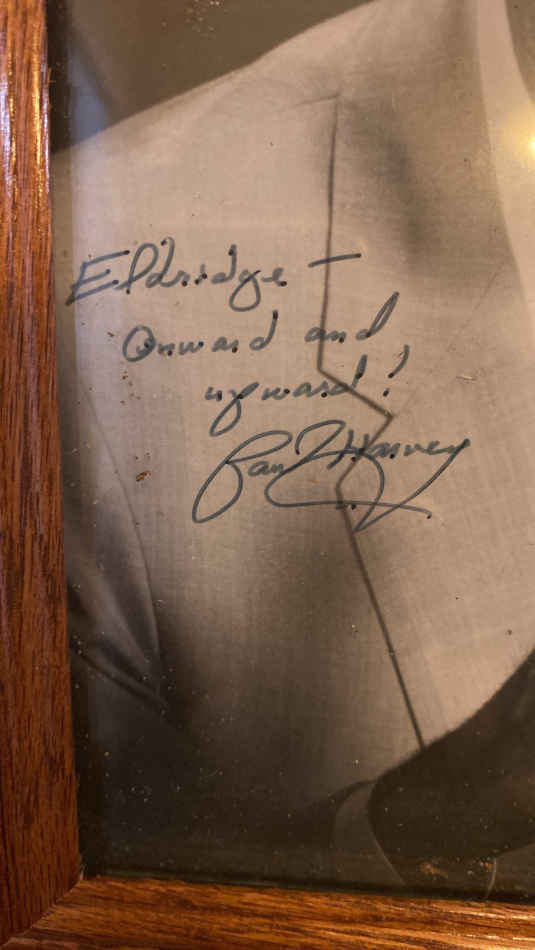 Eldridge —
Onward and
upward!
Paul Harvey